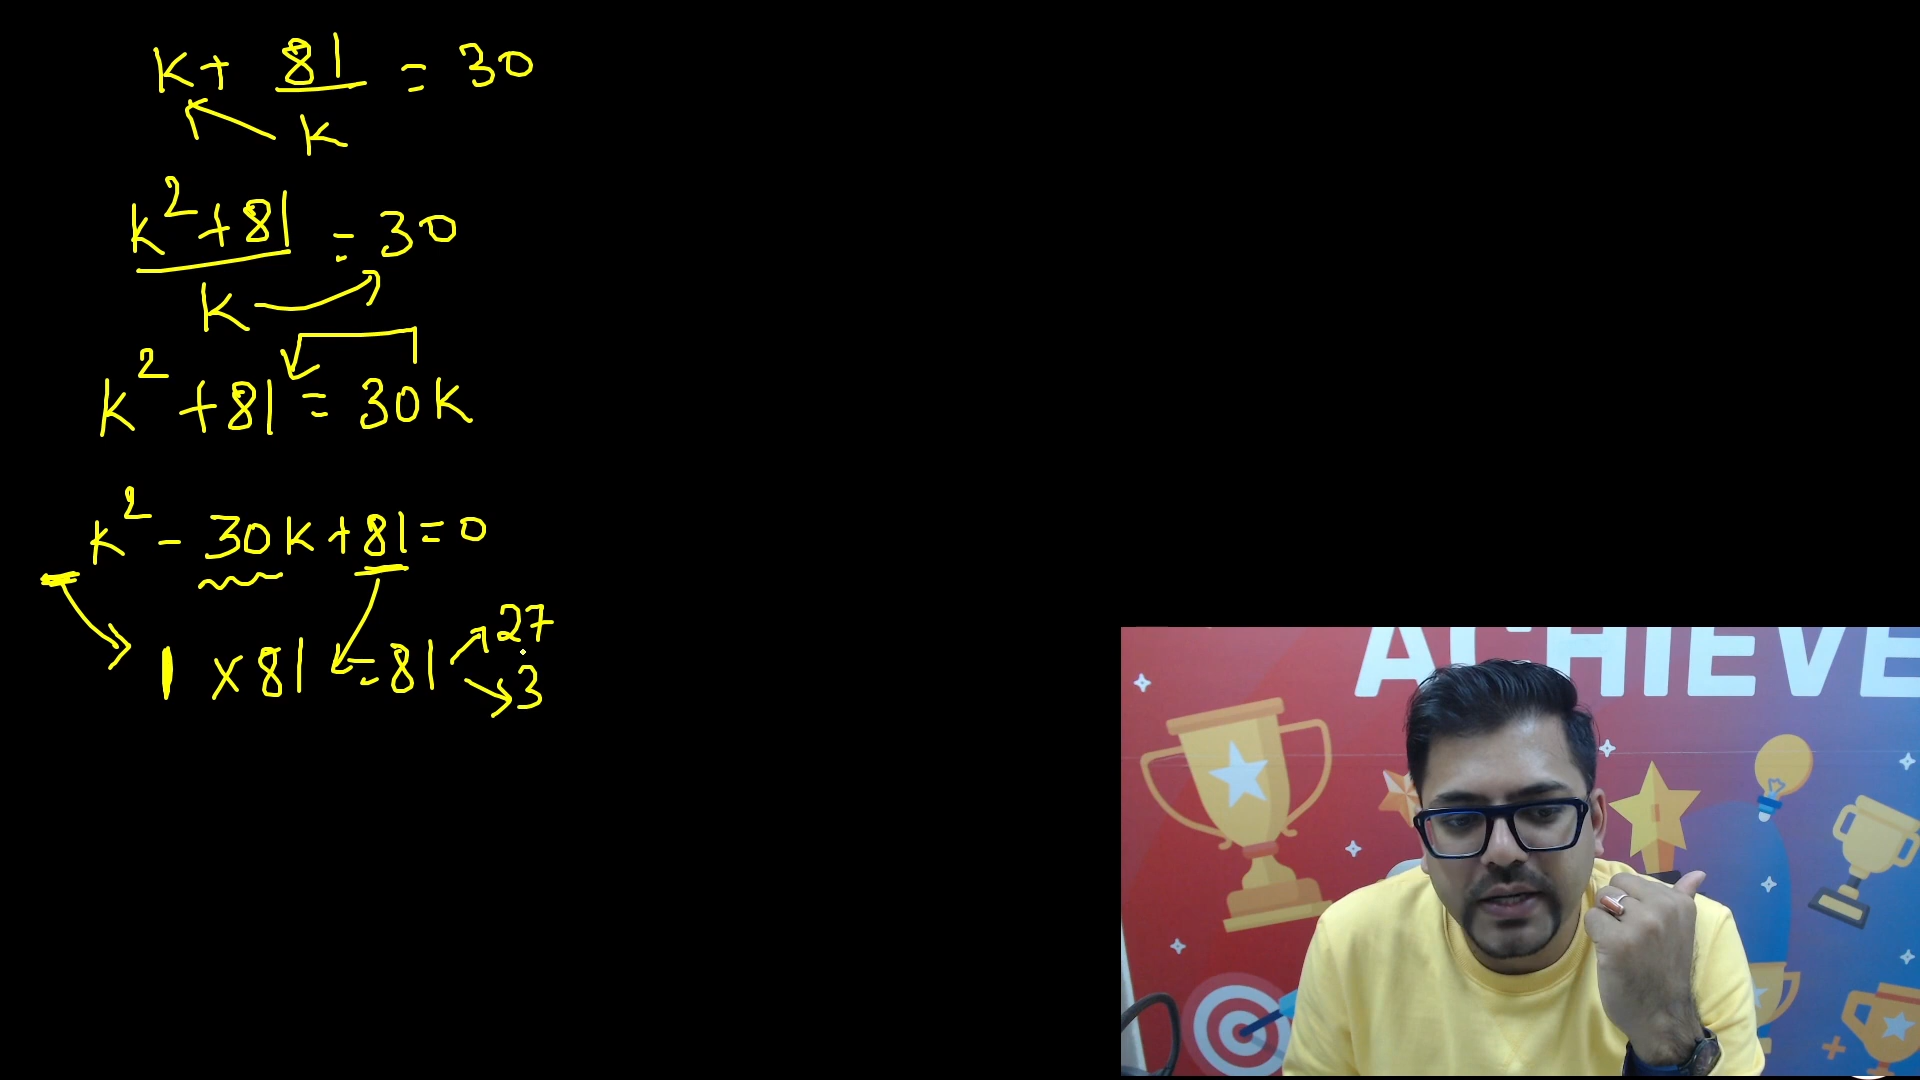 k + 81/k = 30
k² + 81/k = 30
k² + 81 = 30k
k² - 30k + 81 = 0
1 × 81 = 81 27
3
ACHIEVE